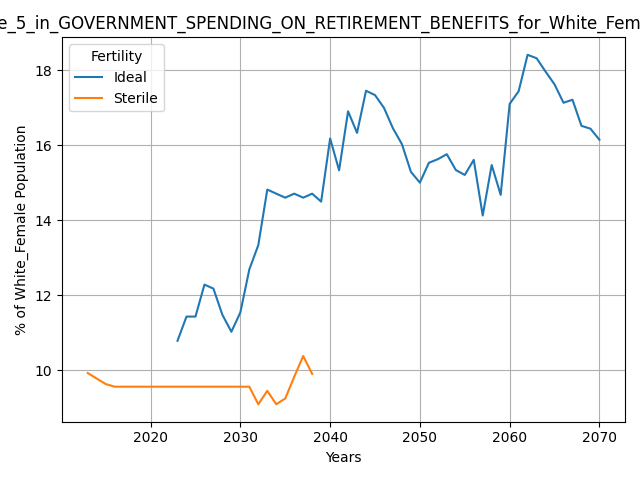 e_5_in_GOVERNMENT_SPENDING_ON_RETIREMENT_BENEFITS_for_White_Fem
Fertility
Ideal
Sterile
% of White_Female Population
18
16
14
12
10
2020 2030 2040 2050 2060 2070
Years